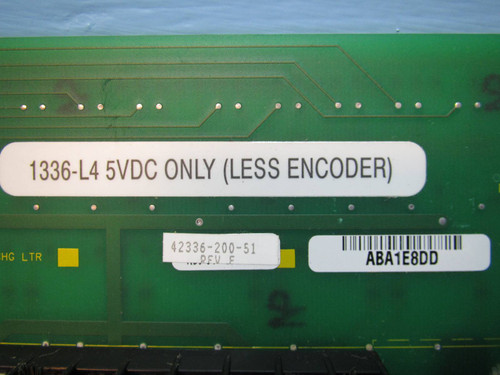 1336-L4 5VDC ONLY (LESS ENCODER)
42336-200-51
REV F
CHG LTR
ABA1E8DD